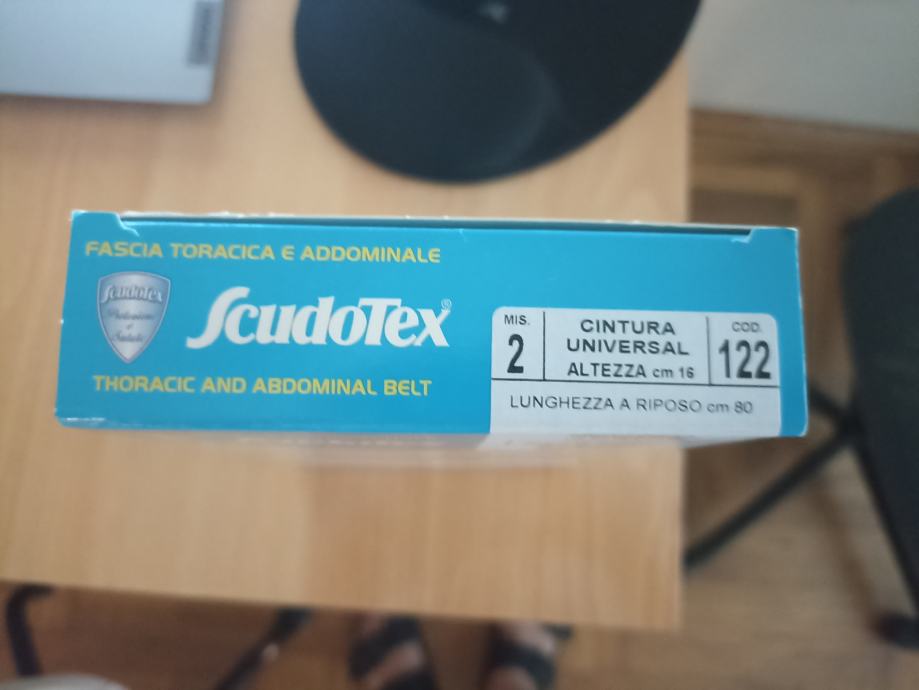 FASCIA TORACICA E ADDOMINALE
ScudoTex
ScudoTex®
THORACIC AND ABDOMINAL BELT
MIS.
2
CINTURA
UNIVERSAL
ALTEZZA cm 16
COD.
122
LUNGHEZZA A RIPOSO cm 80